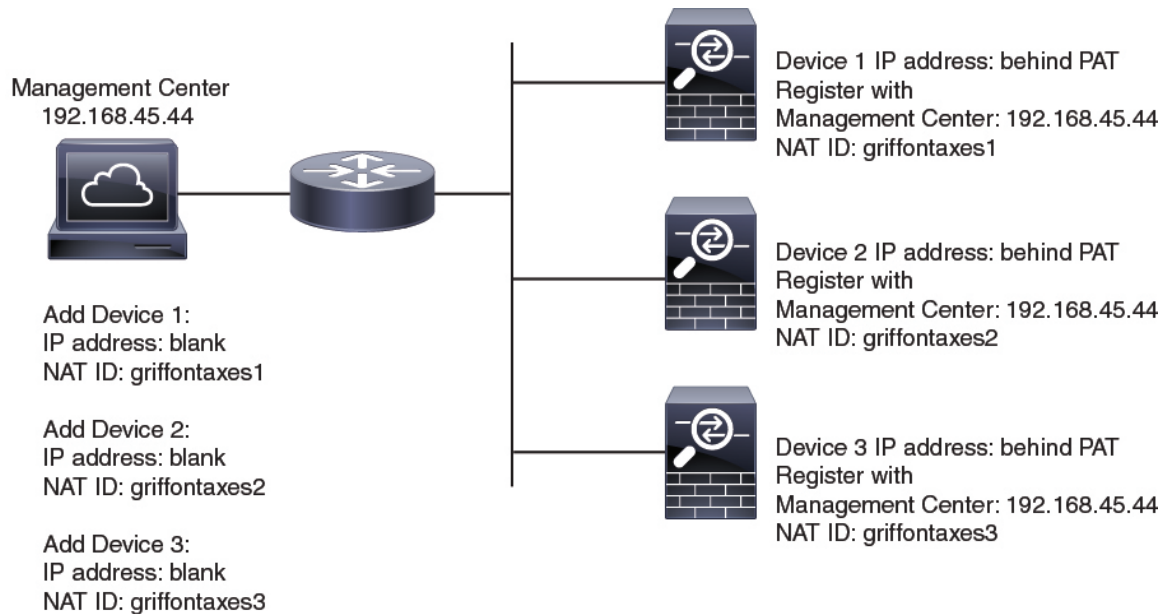 Management Center
192.168.45.44
Add Device 1:
IP address: blank
NAT ID: griffontaxes1
Add Device 2:
IP address: blank
NAT ID: griffontaxes2
Add Device 3:
IP address: blank
NAT ID: griffontaxes3
Device 1 IP address: behind PAT
Register with
Management Center: 192.168.45.44
NAT ID: griffontaxes1
Device 2 IP address: behind PAT
Register with
Management Center: 192.168.45.44
NAT ID: griffontaxes2
Device 3 IP address: behind PAT
Register with
Management Center: 192.168.45.44
NAT ID: griffontaxes3